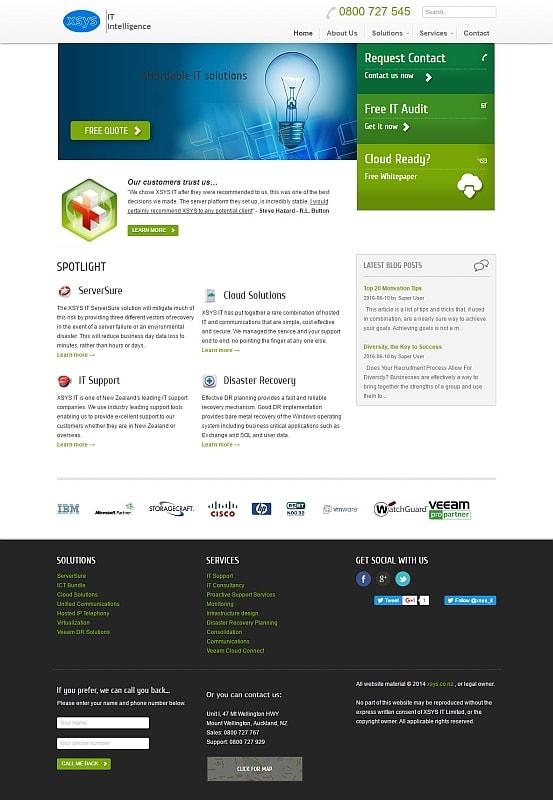 XSYS
IT
Intelligence
0800 727 545
Search..
Home
About Us
Solutions
Services
Contact
Affordable IT solutions
FREE QUOTE
Request Contact
Contact us now
Free IT Audit
Get it now
Cloud Ready?
Free Whitepaper
Our customers trust us…
"We chose XSYS IT after they were recommended to us, this was one of the best
decisions we made. The server platform they set up, is incredibly stable. I would
certainly recommend XSYS to any potential client" - Steve Hazard - R.L. Button
LEARN MORE
SPOTLIGHT
ServerSure
The XSYS IT ServerSure solution will mitigate much of
this risk by providing three different vectors of recovery
in the event of a server failure or an environmental
disaster. This will reduce business day data loss to
minutes, rather than hours or days.
Learn more →
Cloud Solutions
XSYS IT has put together a rare combination of hosted
IT and communications that are simple, cost effective
and secure. We managed the service and your support
end to end, no pointing the finger at any one else.
Learn more →
IT Support
XSYS IT is one of New Zealand's leading IT support
companies. We use industry leading support tools
enabling us to provide excellent support to our
customers whether they are in New Zealand or
overseas.
Learn more →
Disaster Recovery
Effective DR planning provides a fast and reliable
recovery mechanism. Good DR implementation
provides bare metal recovery of the Windows operating
system including business critical applications such as
Exchange and SQL and user data.
Learn more →
LATEST BLOG POSTS
Top 20 Motivation Tips
2016-06-10 by Super User
This article is a list of tips and tricks that, if used
in combination, are a nearly sure way to achieve
your goals. Achieving goals is not a m...
Diversity, the Key to Success
2016-06-10 by Super User
Does Your Recruitment Process Allow For
Diversity? Businesses are effectively a way to
bring together the strengths of a group and use
them to ...
IBM
Microsoft Partner
STORAGECRAFT.
CISCO
hp
ESET
NOD32
vmware
WatchGuard
veeam
propartner
SOLUTIONS
ServerSure
ICT Bundle
Cloud Solutions
Unified Communications
Hosted IP Telephony
Virtualization
Veeam DR Solutions
SERVICES
IT Support
IT Consultancy
Proactive Support Services
Monitoring
Infrastructure design
Disaster Recovery Planning
Consolidation
Communications
Veeam Cloud Connect
GET SOCIAL WITH US
Tweet
G+
1
Follow @xsys_it
If you prefer, we can call you back...
Please enter your name and phone number below.
Your name
Your phone number
CALL ME BACK
Or you can contact us:
Unit I, 47 Mt Wellington HWY
Mount Wellington, Auckland, NZ
Sales: 0800 727 767
Support: 0800 727 929
CLICK FOR MAP
All website material © 2014 xsys.co.nz , or legal owner.
No part of this website may be reproduced without the
express written consent of XSYS IT Limited, or the
copyright owner. All applicable rights reserved.